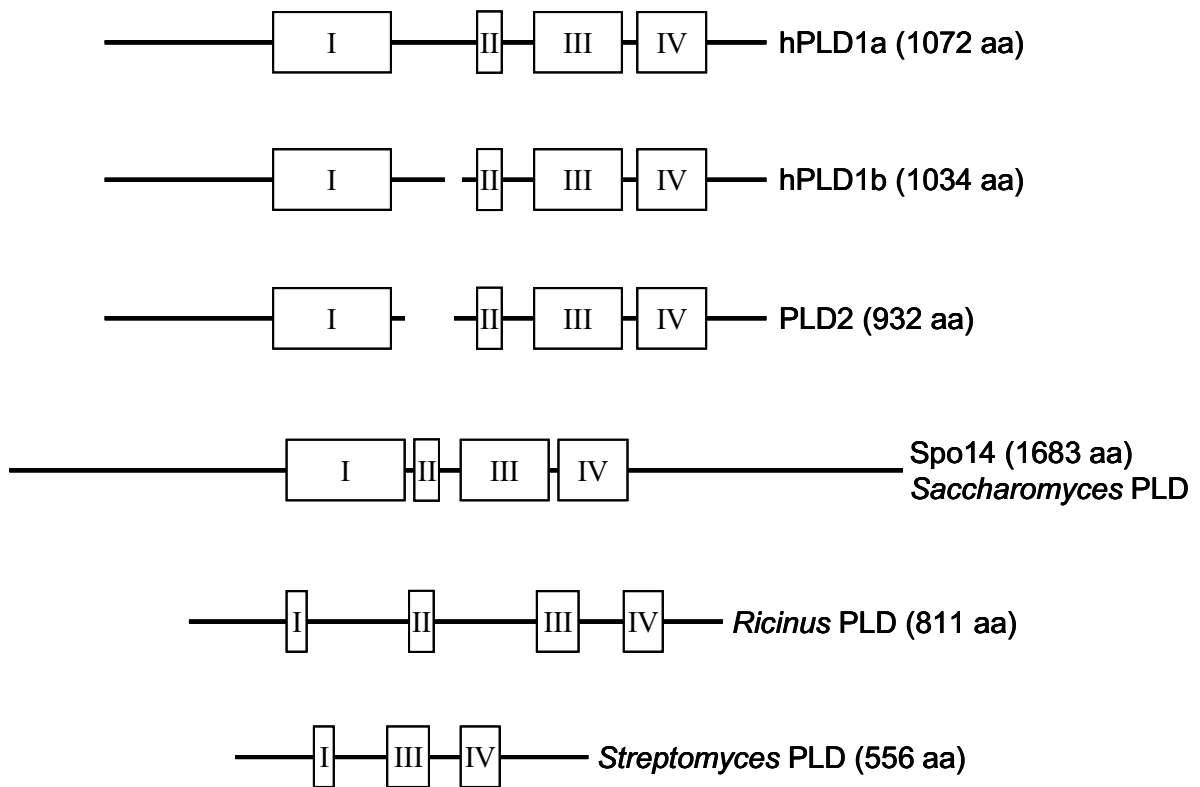 I II III IV hPLD1a (1072 aa)
I II III IV hPLD1b (1034 aa)
I II III IV PLD2 (932 aa)
I II III IV Spo14 (1683 aa)
Saccharomyces PLD
I II III IV Ricinus PLD (811 aa)
I III IV Streptomyces PLD (556 aa)